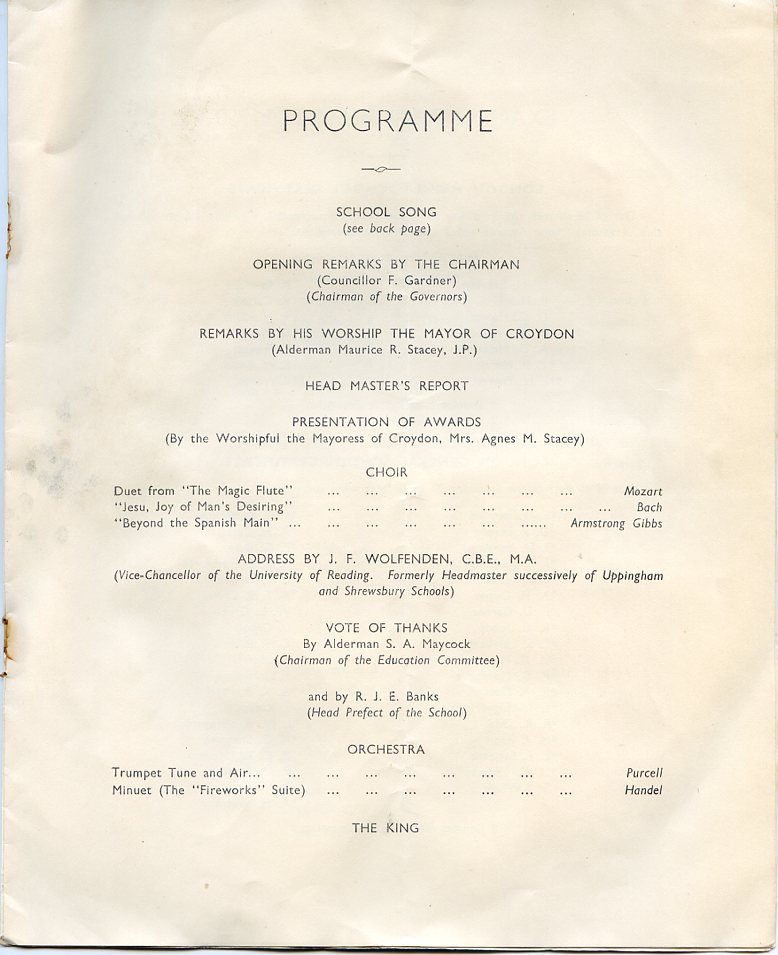 PROGRAMME
SCHOOL SONG
(see back page)
OPENING REMARKS BY THE CHAIRMAN
(Councillor F. Gardner)
(Chairman of the Governors)
REMARKS BY HIS WORSHIP THE MAYOR OF CROYDON
(Alderman Maurice R. Stacey, J.P.)
HEAD MASTER'S REPORT
PRESENTATION OF AWARDS
(By the Worshipful the Mayoress of Croydon, Mrs. Agnes M. Stacey)
CHOIR
Duet from "The Magic Flute" ... ... ... ... ... ... ... Mozart
"Jesu, Joy of Man's Desiring" ... ... ... ... ... ... ... ... Bach
"Beyond the Spanish Main" ... ... ... ... ... ... ...... Armstrong Gibbs
ADDRESS BY J. F. WOLFENDEN, C.B.E., M.A.
(Vice-Chancellor of the University of Reading. Formerly Headmaster successively of Uppingham
and Shrewsbury Schools)
VOTE OF THANKS
By Alderman S. A. Maycock
(Chairman of the Education Committee)
and by R. J. E. Banks
(Head Prefect of the School)
ORCHESTRA
Trumpet Tune and Air... ... ... ... ... ... ... ... ... Purcell
Minuet (The "Fireworks" Suite) ... ... ... ... ... ... ... Handel
THE KING